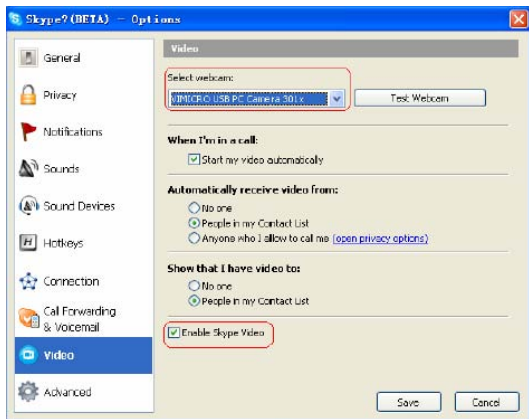 Skype?(BETA) - Options
General
Privacy
Notifications
Sounds
Sound Devices
Hotkeys
Connection
Call Forwarding
& Voicemail
Video
Advanced
Video
Select webcam:
VIMICRO USB PC Camera 301x
Test Webcam
When I'm in a call:
Start my video automatically
Automatically receive video from:
No one
People in my Contact List
Anyone who I allow to call me (open privacy options)
Show that I have video to:
No one
People in my Contact List
Enable Skype Video
Save
Cancel